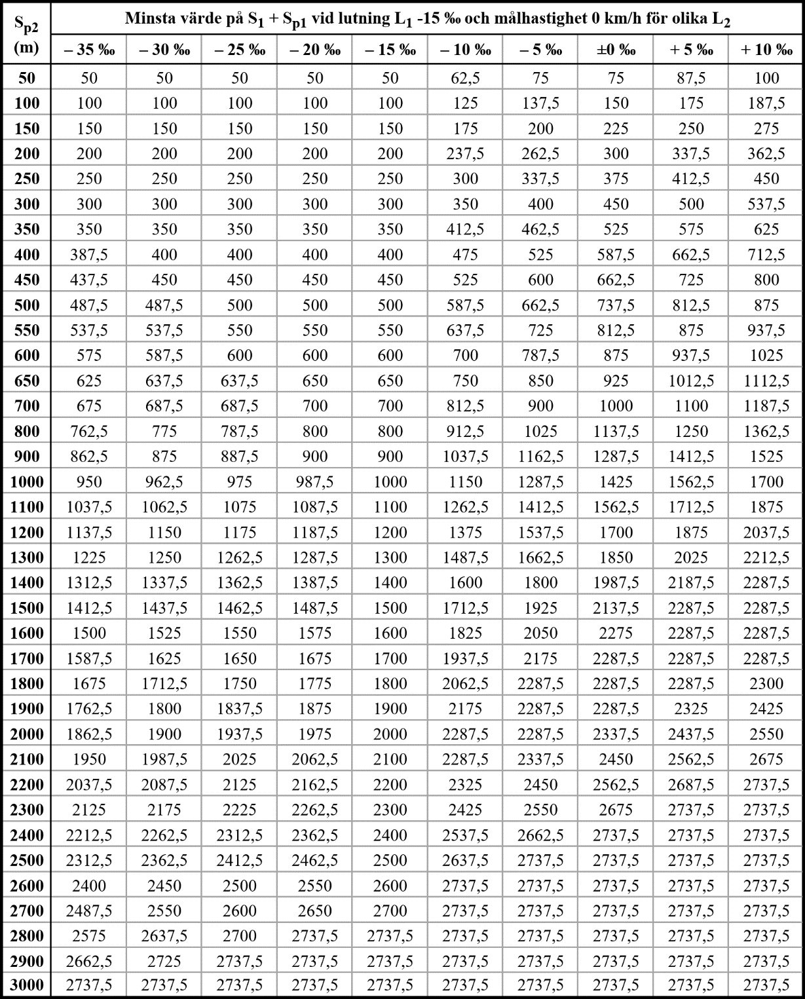 Sp2 (m) Minsta värde på S1 + Sp1 vid lutning L1 -15 ‰ och målhastighet 0 km/h för olika L2
– 35 ‰ – 30 ‰ – 25 ‰ – 20 ‰ – 15 ‰ – 10 ‰ – 5 ‰ ±0 ‰ + 5 ‰ + 10 ‰
50 50 50 50 50 50 62,5 75 75 87,5 100
100 100 100 100 100 100 125 137,5 150 175 187,5
150 150 150 150 150 150 175 200 225 250 275
200 200 200 200 200 200 237,5 262,5 300 337,5 362,5
250 250 250 250 250 250 300 337,5 375 412,5 450
300 300 300 300 300 300 350 400 450 500 537,5
350 350 350 350 350 350 412,5 462,5 525 575 625
400 387,5 400 400 400 400 475 525 587,5 662,5 712,5
450 437,5 450 450 450 450 525 600 662,5 725 800
500 487,5 487,5 500 500 500 587,5 662,5 737,5 812,5 875
550 537,5 537,5 550 550 550 637,5 725 812,5 875 937,5
600 575 587,5 600 600 600 700 787,5 875 937,5 1025
650 625 637,5 637,5 650 650 750 850 925 1012,5 1112,5
700 675 687,5 687,5 700 700 812,5 900 1000 1100 1187,5
800 762,5 775 787,5 800 800 912,5 1025 1137,5 1250 1362,5
900 862,5 875 887,5 900 900 1037,5 1162,5 1287,5 1412,5 1525
1000 950 962,5 975 987,5 1000 1150 1287,5 1425 1562,5 1700
1100 1037,5 1062,5 1075 1087,5 1100 1262,5 1412,5 1562,5 1712,5 1875
1200 1137,5 1150 1175 1187,5 1200 1375 1537,5 1700 1875 2037,5
1300 1225 1250 1262,5 1287,5 1300 1487,5 1662,5 1850 2025 2212,5
1400 1312,5 1337,5 1362,5 1387,5 1400 1600 1800 1987,5 2187,5 2287,5
1500 1412,5 1437,5 1462,5 1487,5 1500 1712,5 1925 2137,5 2287,5 2287,5
1600 1500 1525 1550 1575 1600 1825 2050 2275 2287,5 2287,5
1700 1587,5 1625 1650 1675 1700 1937,5 2175 2287,5 2287,5 2287,5
1800 1675 1712,5 1750 1775 1800 2062,5 2287,5 2287,5 2287,5 2300
1900 1762,5 1800 1837,5 1875 1900 2175 2287,5 2287,5 2325 2425
2000 1862,5 1900 1937,5 1975 2000 2287,5 2287,5 2337,5 2437,5 2550
2100 1950 1987,5 2025 2062,5 2100 2287,5 2337,5 2450 2562,5 2675
2200 2037,5 2087,5 2125 2162,5 2200 2325 2450 2562,5 2687,5 2737,5
2300 2125 2175 2225 2262,5 2300 2425 2550 2675 2737,5 2737,5
2400 2212,5 2262,5 2312,5 2362,5 2400 2537,5 2662,5 2737,5 2737,5 2737,5
2500 2312,5 2362,5 2412,5 2462,5 2500 2637,5 2737,5 2737,5 2737,5 2737,5
2600 2400 2450 2500 2550 2600 2737,5 2737,5 2737,5 2737,5 2737,5
2700 2487,5 2550 2600 2650 2700 2737,5 2737,5 2737,5 2737,5 2737,5
2800 2575 2637,5 2700 2737,5 2737,5 2737,5 2737,5 2737,5 2737,5 2737,5
2900 2662,5 2725 2737,5 2737,5 2737,5 2737,5 2737,5 2737,5 2737,5 2737,5
3000 2737,5 2737,5 2737,5 2737,5 2737,5 2737,5 2737,5 2737,5 2737,5 2737,5